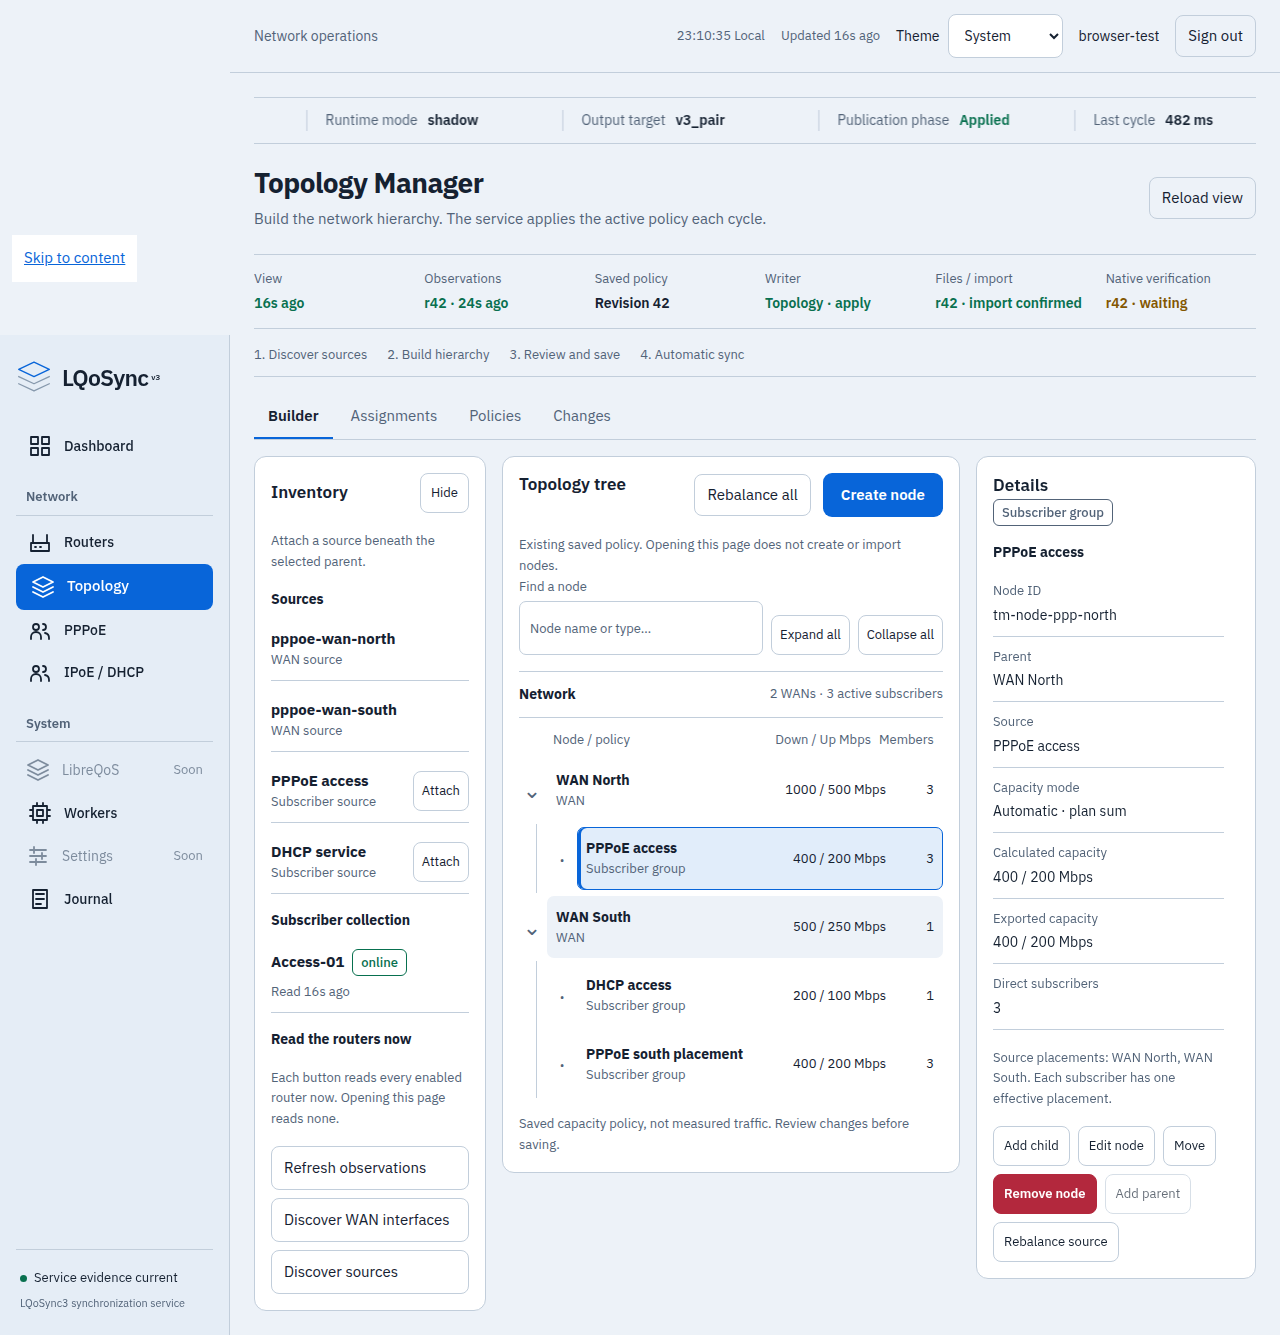 Network operations
23:10:35 Local
Updated 16s ago
Theme
System
browser-test
Sign out
Runtime mode shadow
Output target v3_pair
Publication phase Applied
Last cycle 482 ms
Topology Manager
Build the network hierarchy. The service applies the active policy each cycle.
Reload view
Skip to content
View
16s ago
Observations
r42 · 24s ago
Saved policy
Revision 42
Writer
Topology · apply
Files / import
r42 · import confirmed
Native verification
r42 · waiting
1. Discover sources
2. Build hierarchy
3. Review and save
4. Automatic sync
LQoSync v3
Dashboard
Network
Routers
Topology
PPPoE
IPoE / DHCP
System
LibreQoS Soon
Workers
Settings Soon
Journal
Service evidence current
LQoSync3 synchronization service
Builder
Assignments
Policies
Changes
Inventory
Hide
Attach a source beneath the
selected parent.
Sources
pppoe-wan-north
WAN source
pppoe-wan-south
WAN source
PPPoE access
Subscriber source
Attach
DHCP service
Subscriber source
Attach
Subscriber collection
Access-01 online
Read 16s ago
Read the routers now
Each button reads every enabled
router now. Opening this page
reads none.
Refresh observations
Discover WAN interfaces
Discover sources
Topology tree
Rebalance all
Create node
Existing saved policy. Opening this page does not create or import
nodes.
Find a node
Node name or type...
Expand all
Collapse all
Network
2 WANs · 3 active subscribers
Node / policy
Down / Up Mbps
Members
WAN North
WAN
1000 / 500 Mbps
3
PPPoE access
Subscriber group
400 / 200 Mbps
3
WAN South
WAN
500 / 250 Mbps
1
DHCP access
Subscriber group
200 / 100 Mbps
1
PPPoE south placement
Subscriber group
400 / 200 Mbps
3
Saved capacity policy, not measured traffic. Review changes before
saving.
Details
Subscriber group
PPPoE access
Node ID
tm-node-ppp-north
Parent
WAN North
Source
PPPoE access
Capacity mode
Automatic · plan sum
Calculated capacity
400 / 200 Mbps
Exported capacity
400 / 200 Mbps
Direct subscribers
3
Source placements: WAN North, WAN
South. Each subscriber has one
effective placement.
Add child
Edit node
Move
Remove node
Add parent
Rebalance source